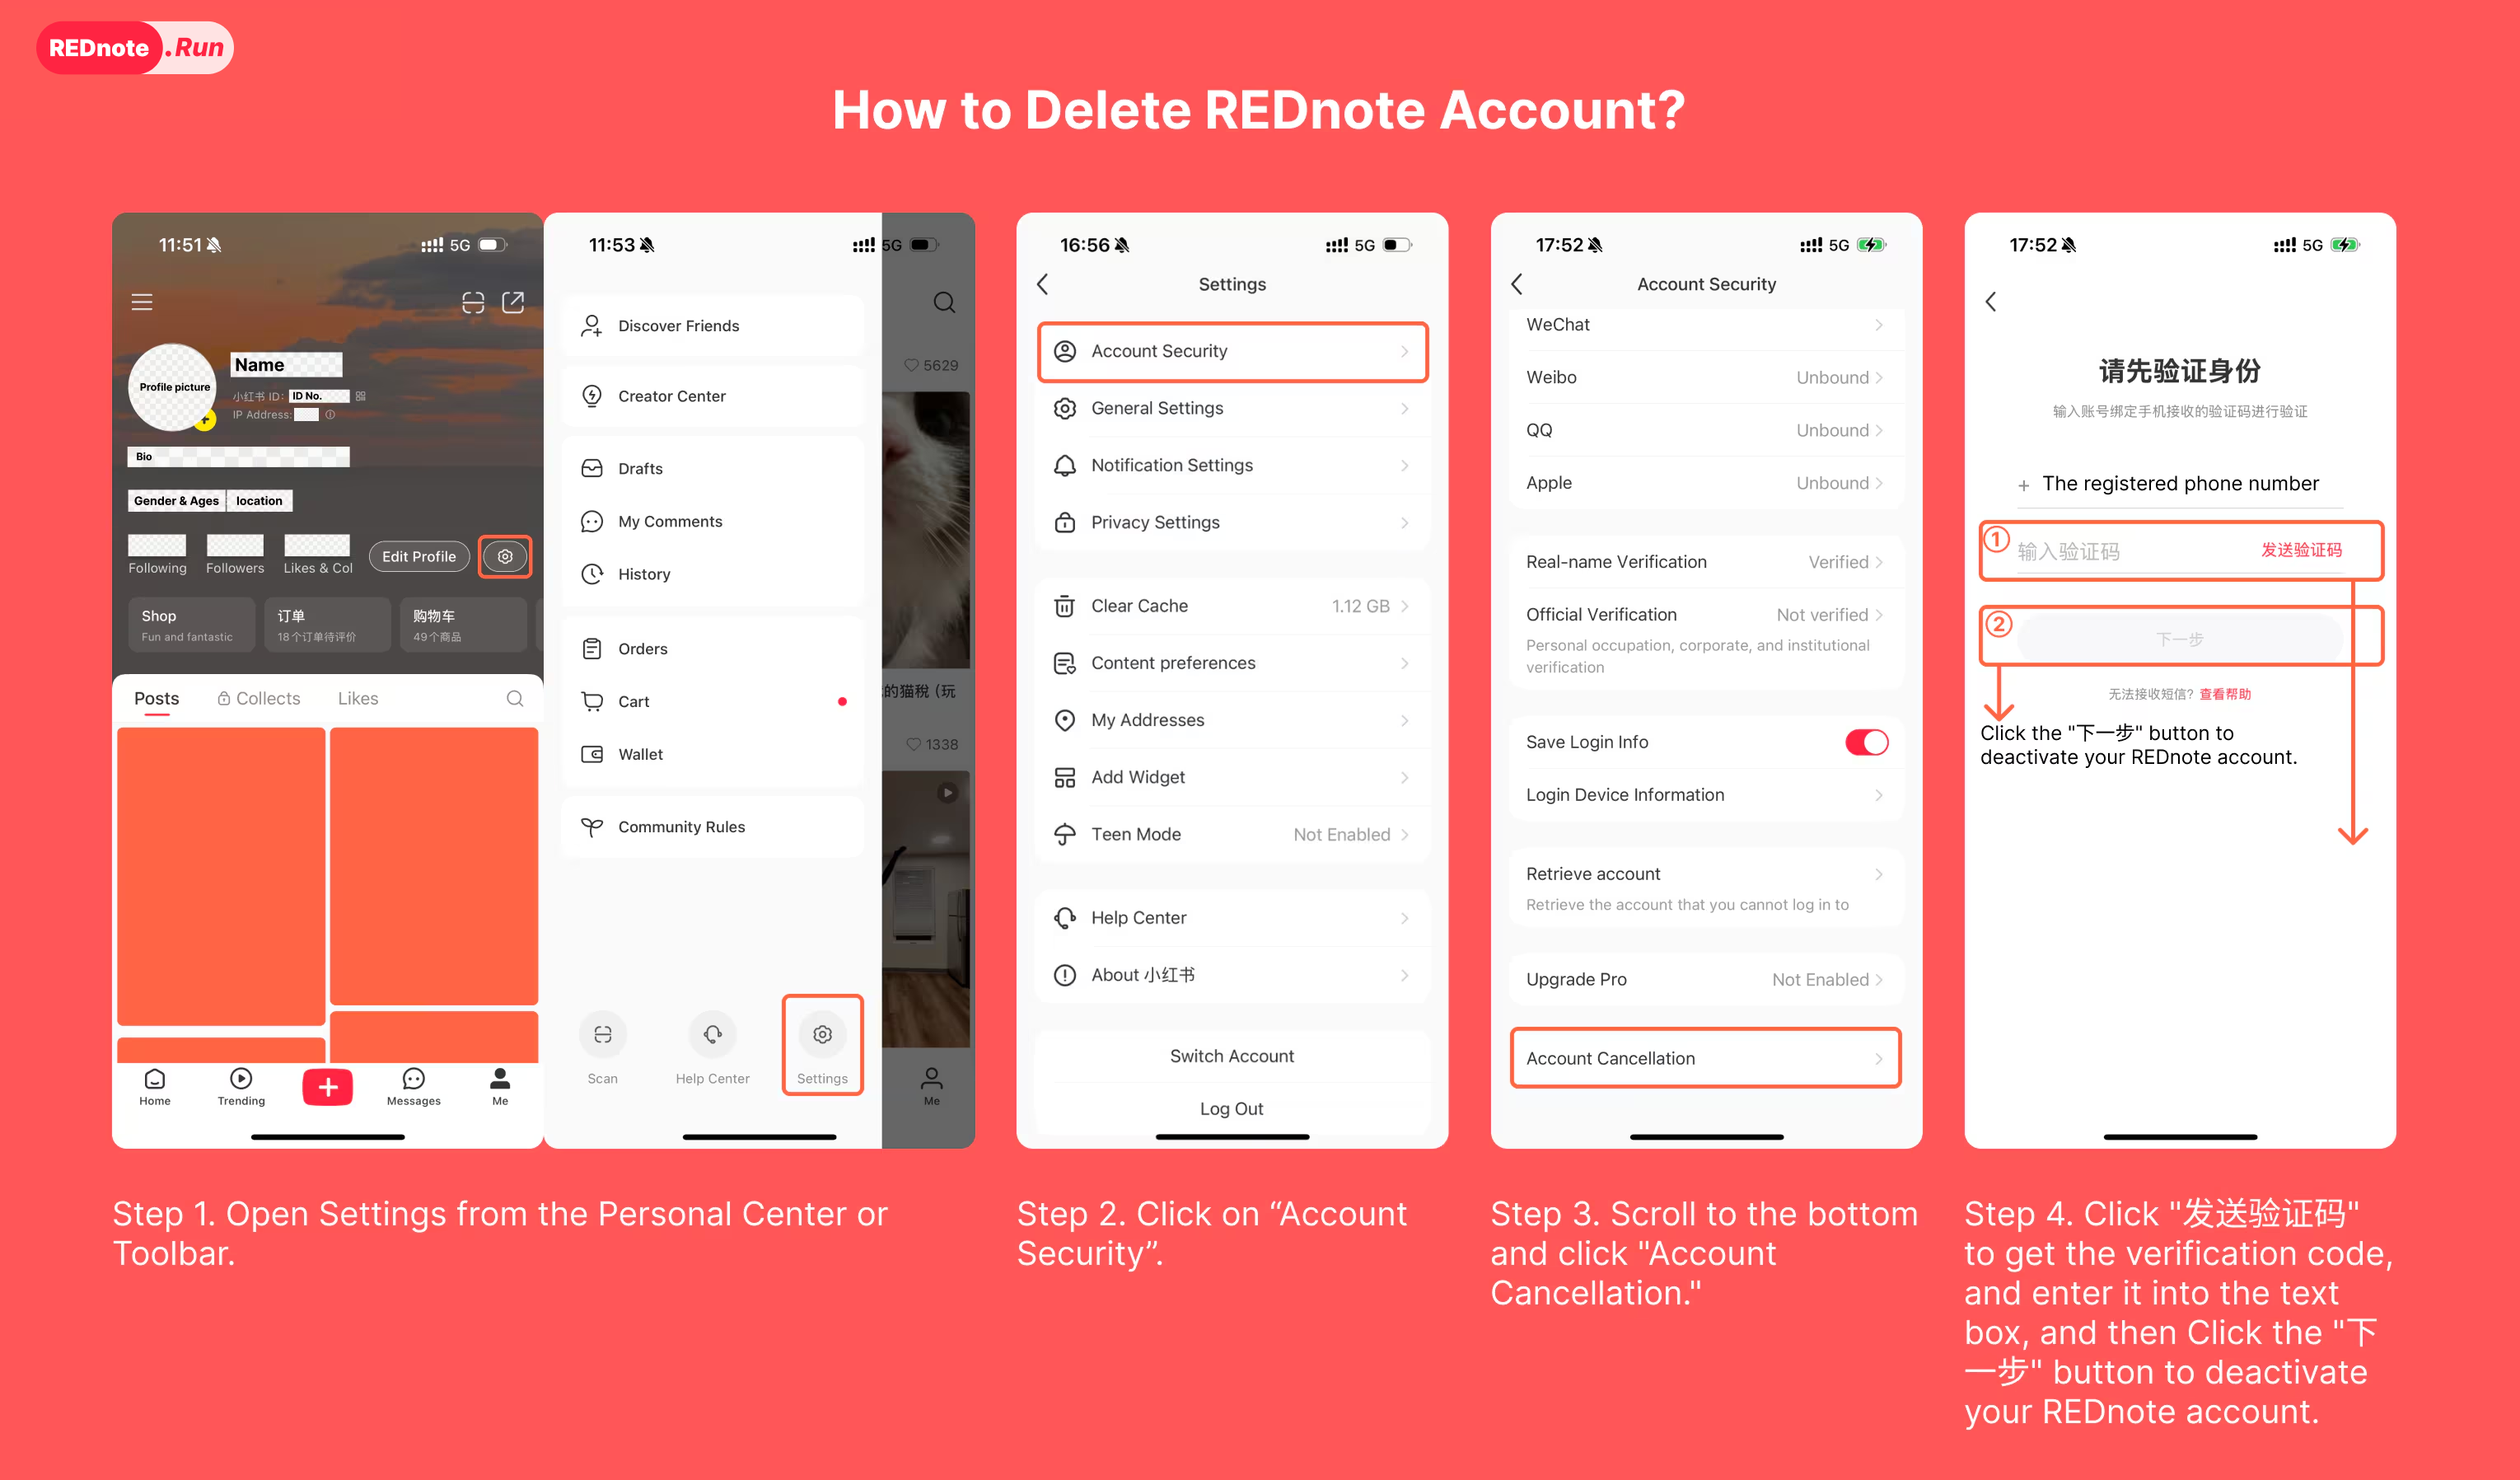 REDnote.Run
How to Delete REDnote Account?
11:51
5G
Profile picture
Name
小红书 ID: ID No.
IP Address:
Bio
Gender & Ages location
Following Followers Likes & Col
Edit Profile
Shop
Fun and fantastic
订单
18个订单待评价
购物车
49个商品
Posts Collects Likes
Home Trending Messages Me
11:53
5G
Discover Friends
Creator Center
Drafts
My Comments
History
Orders
Cart
Wallet
Community Rules
Scan Help Center Settings
5629
的猫税 (玩
1338
Me
16:56
5G
Settings
Account Security
General Settings
Notification Settings
Privacy Settings
Clear Cache 1.12 GB
Content preferences
My Addresses
Add Widget
Teen Mode Not Enabled
Help Center
About 小红书
Switch Account
Log Out
17:52
5G
Account Security
WeChat
Weibo Unbound
QQ Unbound
Apple Unbound
Real-name Verification Verified
Official Verification Not verified
Personal occupation, corporate, and institutional
verification
Save Login Info
Login Device Information
Retrieve account
Retrieve the account that you cannot log in to
Upgrade Pro Not Enabled
Account Cancellation
17:52
5G
请先验证身份
输入账号绑定手机接收的验证码进行验证
+ The registered phone number
① 输入验证码 发送验证码
② 下一步
无法接收短信? 查看帮助
Click the "下一步" button to
deactivate your REDnote account.
Step 1. Open Settings from the Personal Center or
Toolbar.
Step 2. Click on “Account
Security”.
Step 3. Scroll to the bottom
and click "Account
Cancellation."
Step 4. Click "发送验证码"
to get the verification code,
and enter it into the text
box, and then Click the "下
一步" button to deactivate
your REDnote account.